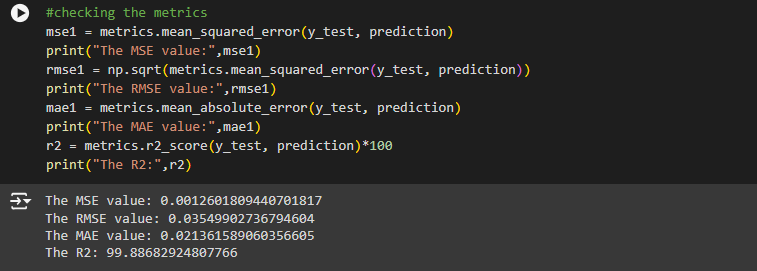 #checking the metrics
mse1 = metrics.mean_squared_error(y_test, prediction)
print("The MSE value:",mse1)
rmse1 = np.sqrt(metrics.mean_squared_error(y_test, prediction))
print("The RMSE value:",rmse1)
mae1 = metrics.mean_absolute_error(y_test, prediction)
print("The MAE value:",mae1)
r2 = metrics.r2_score(y_test, prediction)*100
print("The R2:",r2)
The MSE value: 0.0012601809440701817
The RMSE value: 0.03549902736794604
The MAE value: 0.021361589060356605
The R2: 99.88682924807766